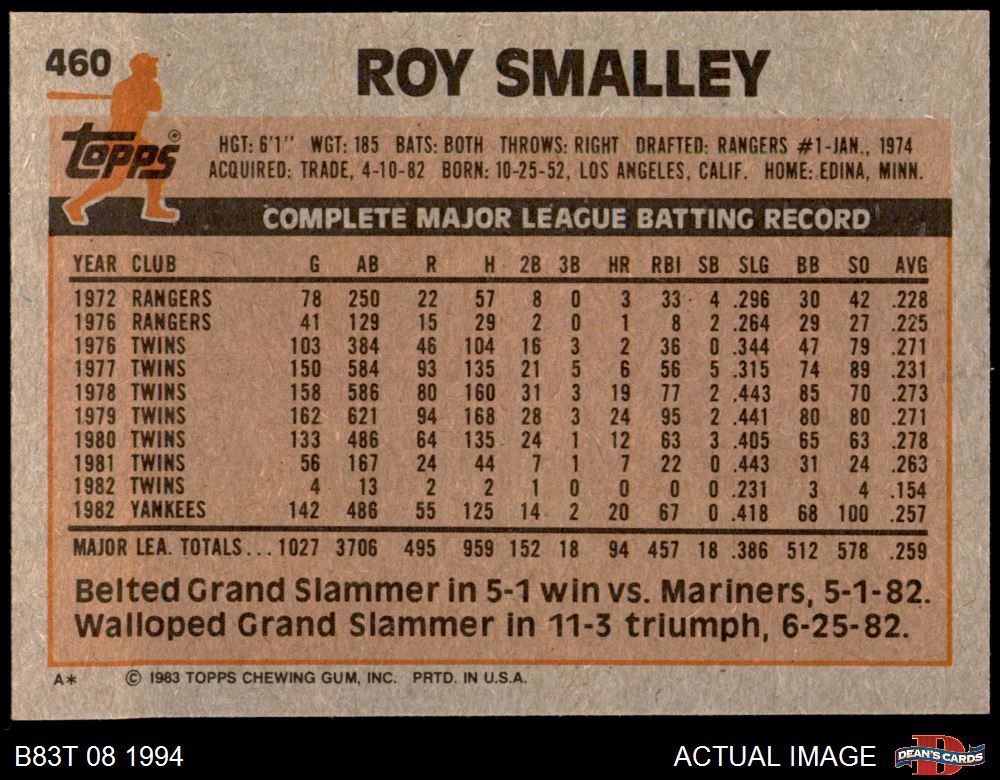 460
ROY SMALLEY
Topps®
HGT: 6'1" WGT: 185 BATS: BOTH THROWS: RIGHT DRAFTED: RANGERS #1-JAN., 1974
ACQUIRED: TRADE, 4-10-82 BORN: 10-25-52, LOS ANGELES, CALIF. HOME: EDINA, MINN.
COMPLETE MAJOR LEAGUE BATTING RECORD
YEAR CLUB G AB R H 2B 3B HR RBI SB SLG BB SO AVG
1972 RANGERS 78 250 22 57 8 0 3 33 4 .296 30 42 .228
1976 RANGERS 41 129 15 29 2 0 1 8 2 .264 29 27 .225
1976 TWINS 103 384 46 104 16 3 2 36 0 .344 47 79 .271
1977 TWINS 150 584 93 135 21 5 6 56 5 .315 74 89 .231
1978 TWINS 158 586 80 160 31 3 19 77 2 .443 85 70 .273
1979 TWINS 162 621 94 168 28 3 24 95 2 .441 80 80 .271
1980 TWINS 133 486 64 135 24 1 12 63 3 .405 65 63 .278
1981 TWINS 56 167 24 44 7 1 7 22 0 .443 31 24 .263
1982 TWINS 4 13 2 2 1 0 0 0 0 .231 3 4 .154
1982 YANKEES 142 486 55 125 14 2 20 67 0 .418 68 100 .257
MAJOR LEA. TOTALS... 1027 3706 495 959 152 18 94 457 18 .386 512 578 .259
Belted Grand Slammer in 5-1 win vs. Mariners, 5-1-82.
Walloped Grand Slammer in 11-3 triumph, 6-25-82.
A* © 1983 TOPPS CHEWING GUM, INC. PRTD. IN U.S.A.
B83T 08 1994 ACTUAL IMAGE D DEAN'S CARDS